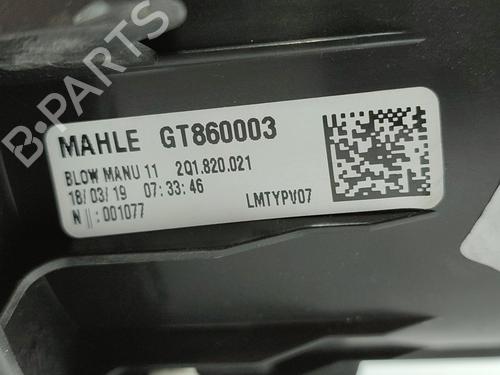 MAHLE GT860003
BLOW MANU 11 2Q1.820.021
18/03/19 07:33:46
N||:001077 LMTYPV07
B-PARTS